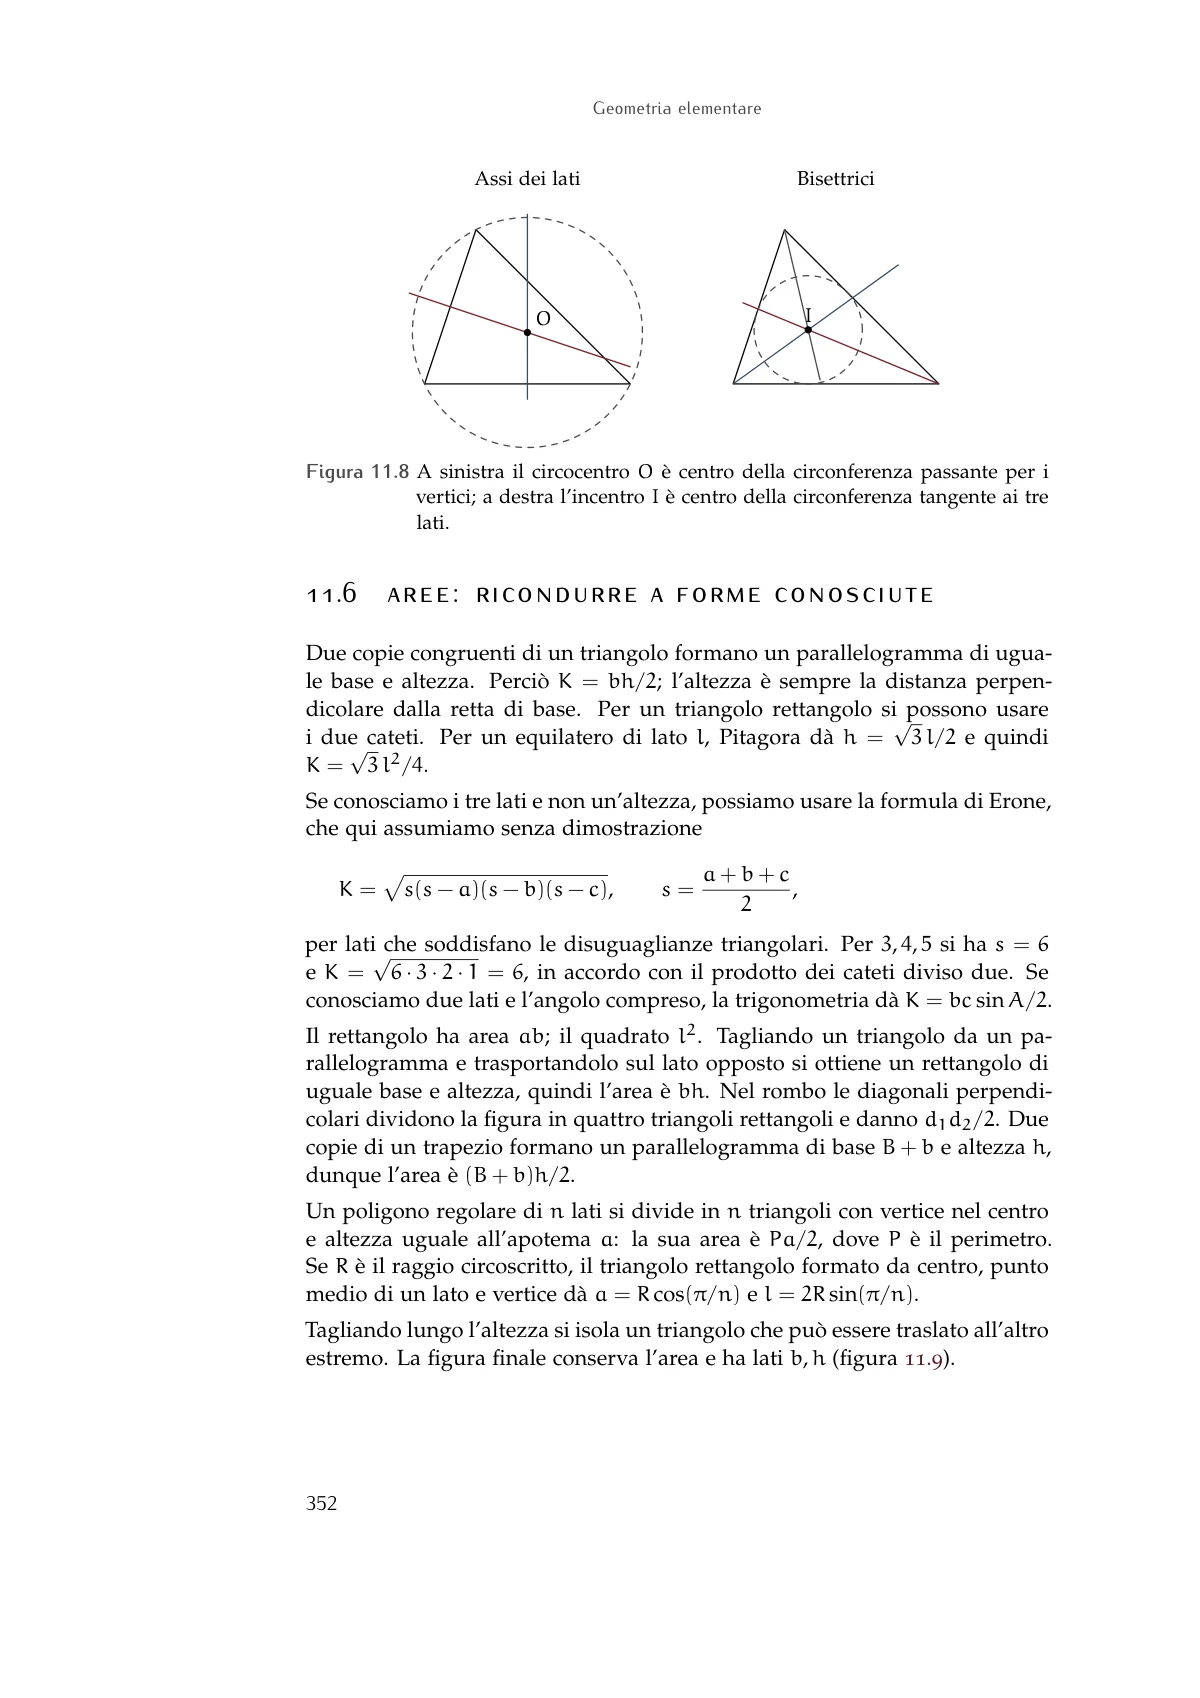 Geometria elementare
Assi dei lati
Bisettrici
O
I
Figura 11.8 A sinistra il circocentro O è centro della circonferenza passante per i
vertici; a destra l'incentro I è centro della circonferenza tangente ai tre
lati.
11.6 AREE: RICONDURRE A FORME CONOSCIUTE
Due copie congruenti di un triangolo formano un parallelogramma di ugua-
le base e altezza. Perciò K = bh/2; l'altezza è sempre la distanza perpen-
dicolare dalla retta di base. Per un triangolo rettangolo si possono usare
i due cateti. Per un equilatero di lato l, Pitagora dà h = √3 l/2 e quindi
K = √3 l²/4.
Se conosciamo i tre lati e non un'altezza, possiamo usare la formula di Erone,
che qui assumiamo senza dimostrazione
K = √s(s − a)(s − b)(s − c), s = (a + b + c)/2,
per lati che soddisfano le disuguaglianze triangolari. Per 3, 4, 5 si ha s = 6
e K = √6 · 3 · 2 · 1 = 6, in accordo con il prodotto dei cateti diviso due. Se
conosciamo due lati e l'angolo compreso, la trigonometria dà K = bc sin A/2.
Il rettangolo ha area ab; il quadrato l². Tagliando un triangolo da un pa-
rallelogramma e trasportandolo sul lato opposto si ottiene un rettangolo di
uguale base e altezza, quindi l'area è bh. Nel rombo le diagonali perpendi-
colari dividono la figura in quattro triangoli rettangoli e danno d₁d₂/2. Due
copie di un trapezio formano un parallelogramma di base B + b e altezza h,
dunque l'area è (B + b)h/2.
Un poligono regolare di n lati si divide in n triangoli con vertice nel centro
e altezza uguale all'apotema a: la sua area è Pa/2, dove P è il perimetro.
Se R è il raggio circoscritto, il triangolo rettangolo formato da centro, punto
medio di un lato e vertice dà a = R cos(π/n) e l = 2R sin(π/n).
Tagliando lungo l'altezza si isola un triangolo che può essere traslato all'altro
estremo. La figura finale conserva l'area e ha lati b, h (figura 11.9).
352